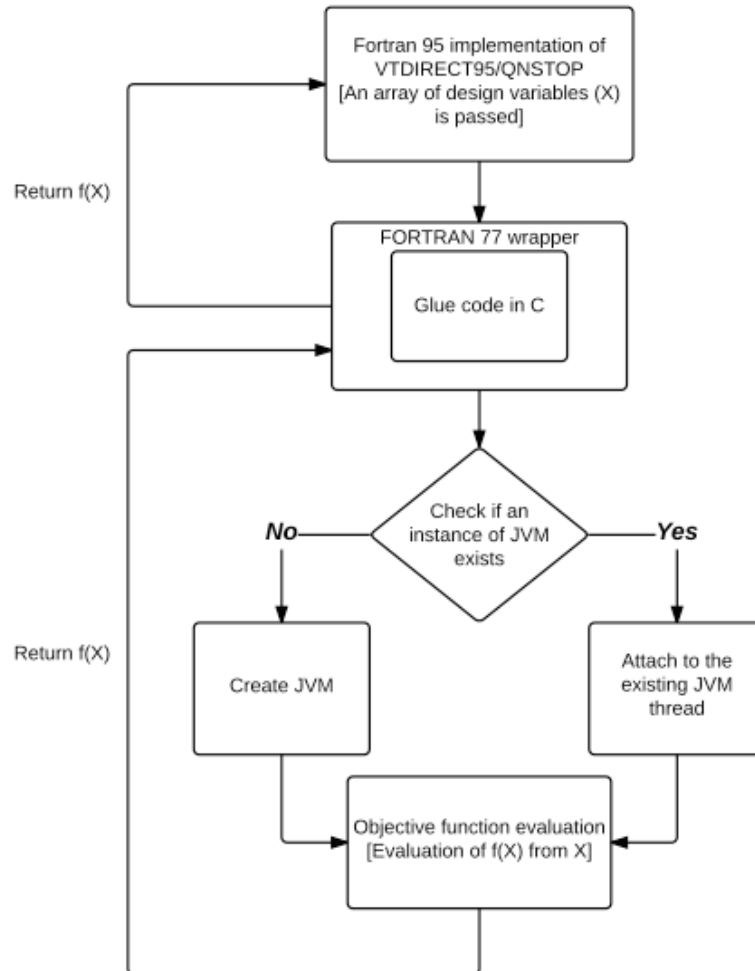 Fortran 95 implementation of
VTDIRECT95/QNSTOP
[An array of design variables (X)
is passed]
Return f(X)
FORTRAN 77 wrapper
Glue code in C
Check if an
instance of JVM
exists
No
Yes
Return f(X)
Create JVM
Attach to the
existing JVM
thread
Objective function evaluation
[Evaluation of f(X) from X]